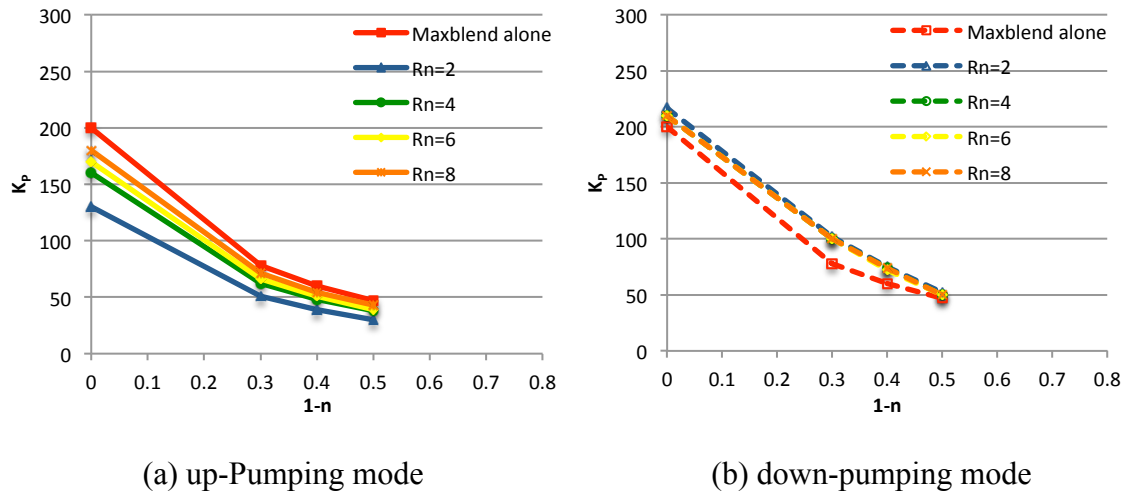 300
250
200
150
100
50
0
K_P
0 0.1 0.2 0.3 0.4 0.5 0.6 0.7 0.8
1-n
Maxblend alone
Rn=2
Rn=4
Rn=6
Rn=8
(a) up-Pumping mode
300
250
200
150
100
50
0
K_P
0 0.1 0.2 0.3 0.4 0.5 0.6 0.7 0.8
1-n
Maxblend alone
Rn=2
Rn=4
Rn=6
Rn=8
(b) down-pumping mode